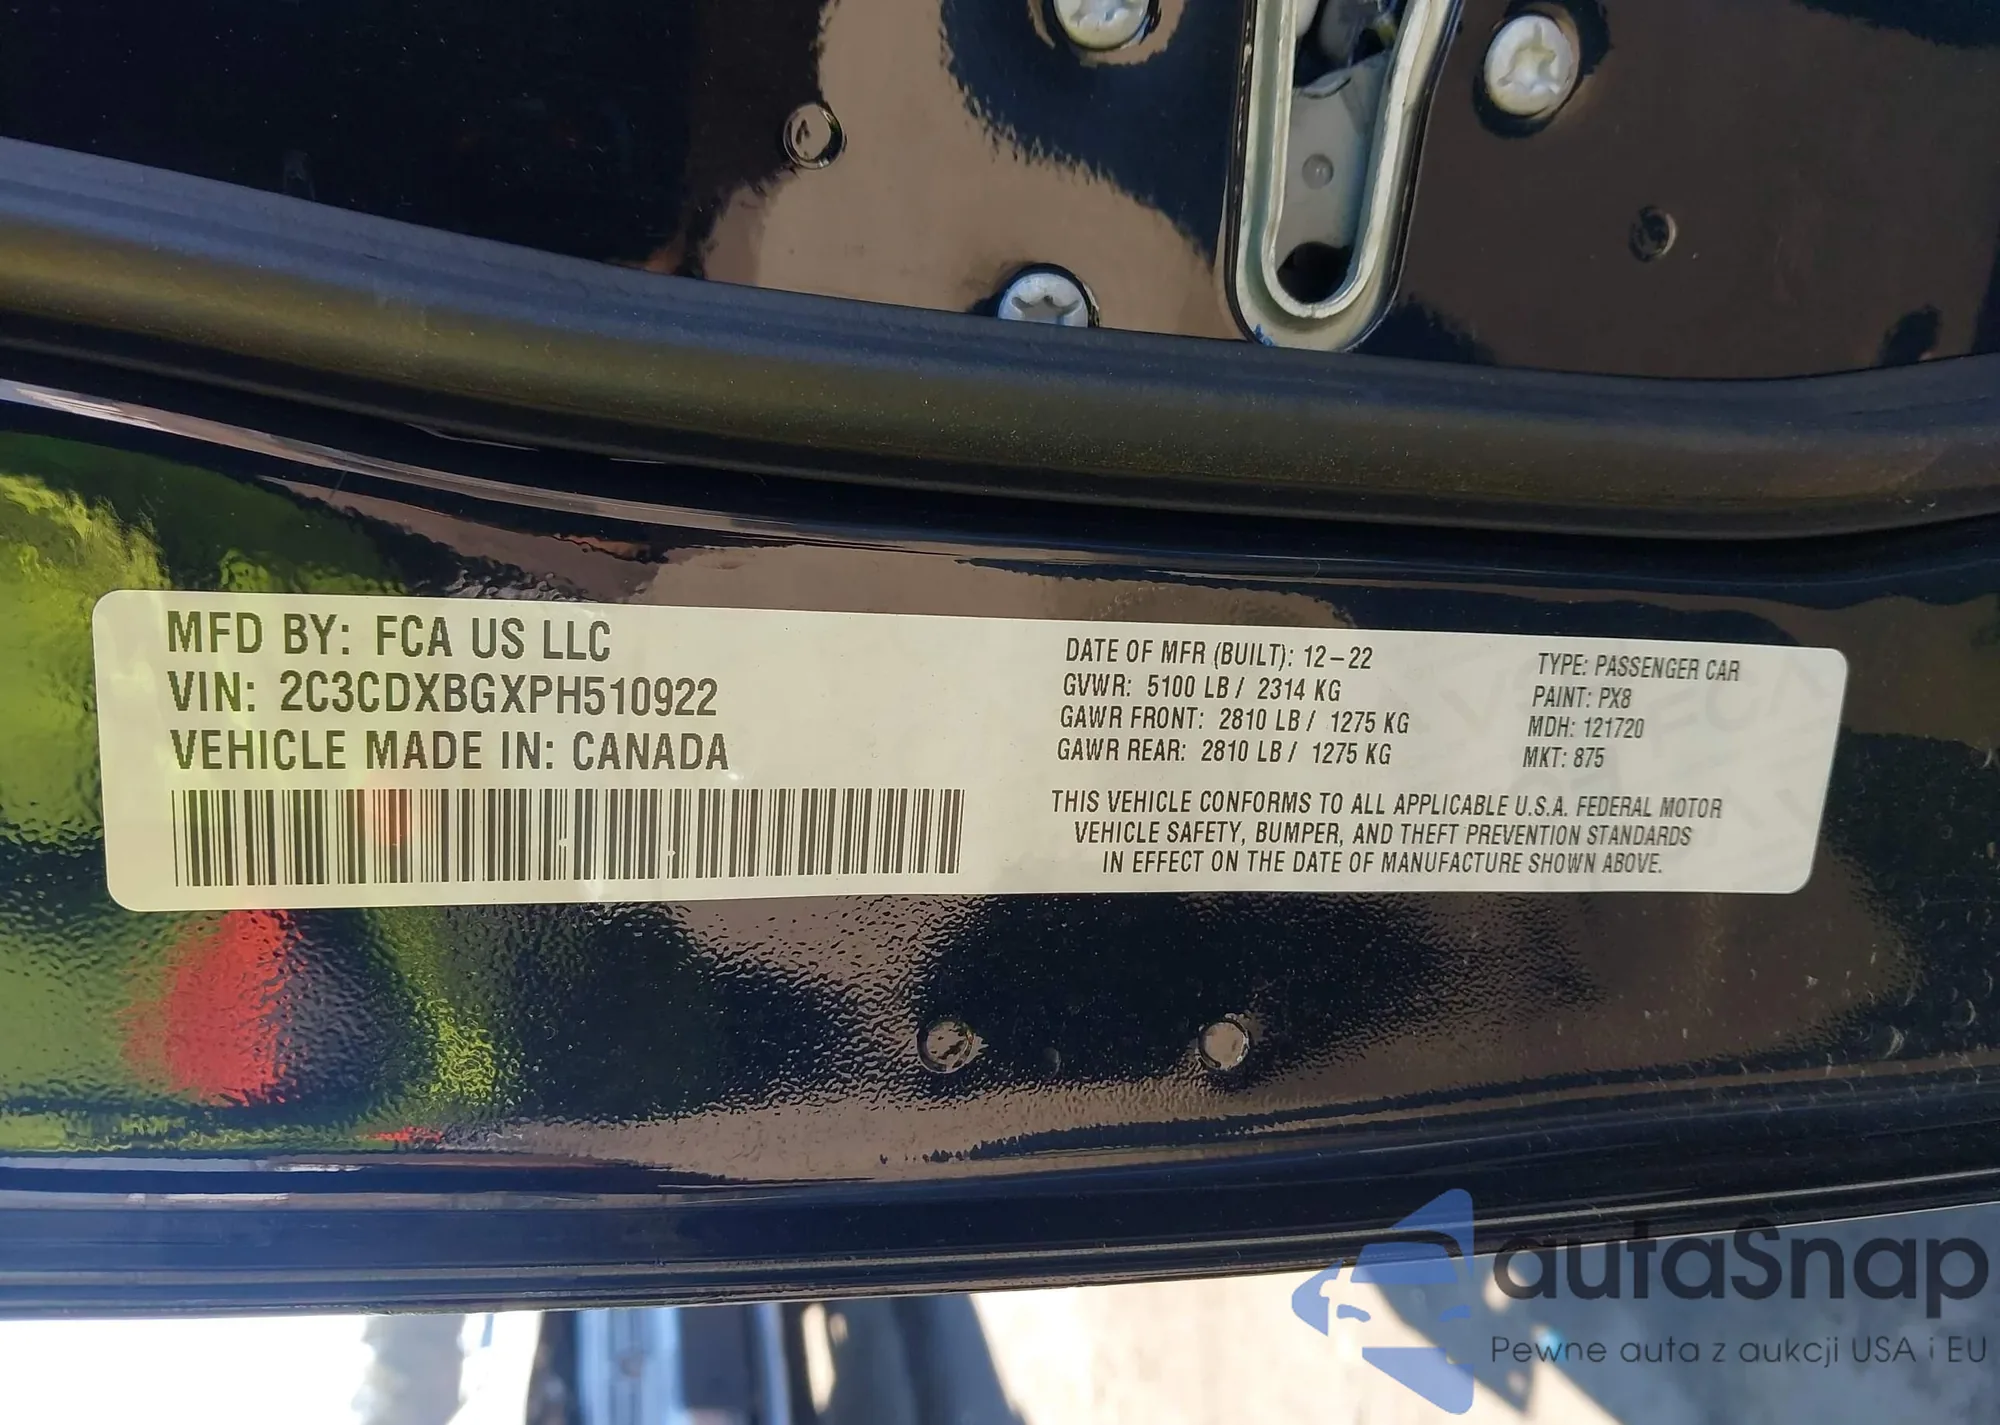 MFD BY: FCA US LLC
VIN: 2C3CDXBGXPH510922
VEHICLE MADE IN: CANADA
DATE OF MFR (BUILT): 12-22
GVWR: 5100 LB / 2314 KG
GAWR FRONT: 2810 LB / 1275 KG
GAWR REAR: 2810 LB / 1275 KG
TYPE: PASSENGER CAR
PAINT: PX8
MDH: 121720
MKT: 875
THIS VEHICLE CONFORMS TO ALL APPLICABLE U.S.A. FEDERAL MOTOR
VEHICLE SAFETY, BUMPER, AND THEFT PREVENTION STANDARDS
IN EFFECT ON THE DATE OF MANUFACTURE SHOWN ABOVE.
autaSnap
Pewne auta z aukcji USA i EU